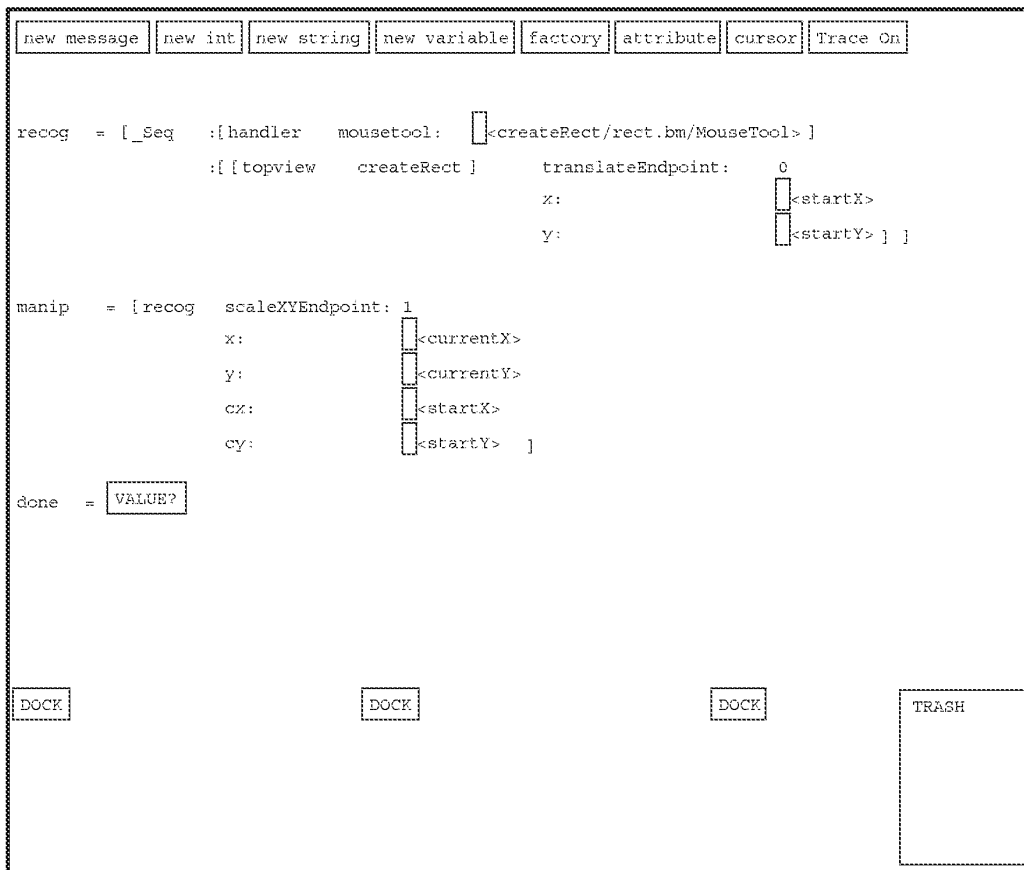 new message new int new string new variable factory attribute cursor Trace On
recog = [_Seq :[handler mousetool: <createRect/rect.bm/MouseTool> ]
:[[topview createRect] translateEndpoint: 0
x: <startX>
y: <startY> ] ]
manip = [recog scaleXYEndpoint: 1
x: <currentX>
y: <currentY>
cx: <startX>
cy: <startY> ]
done = VALUE?
DOCK DOCK DOCK TRASH